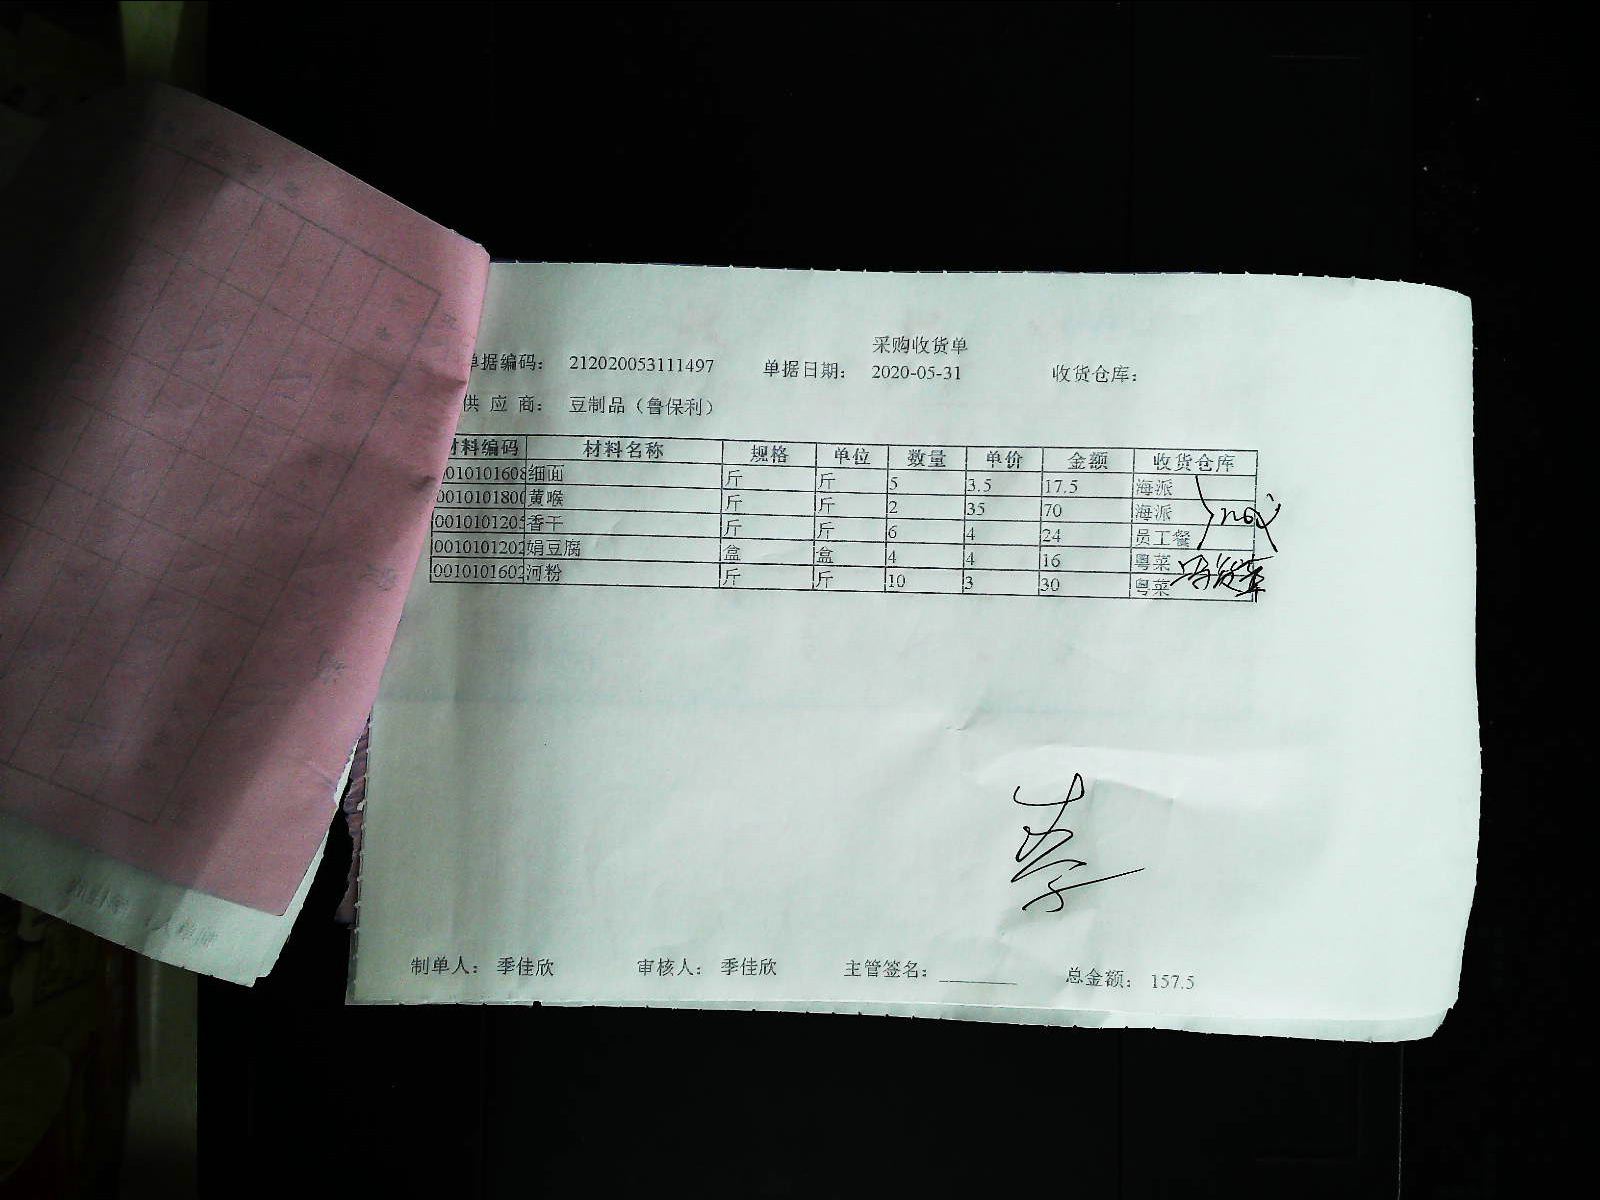 采购收货单
单据编码： 212020053111497 单据日期： 2020-05-31 收货仓库：
供 应 商： 豆制品（鲁保利）
材料编码 材料名称 规格 单位 数量 单价 金额 收货仓库
0010101608 细面 斤 斤 5 3.5 17.5 海派
0010101800 黄喉 斤 斤 2 35 70 海派
0010101205 香干 斤 斤 6 4 24 员工餐
0010101202 娟豆腐 盒 盒 4 4 16 粤菜
0010101602 河粉 斤 斤 10 3 30 粤菜
李
制单人： 季佳欣 审核人： 季佳欣 主管签名： 总金额： 157.5